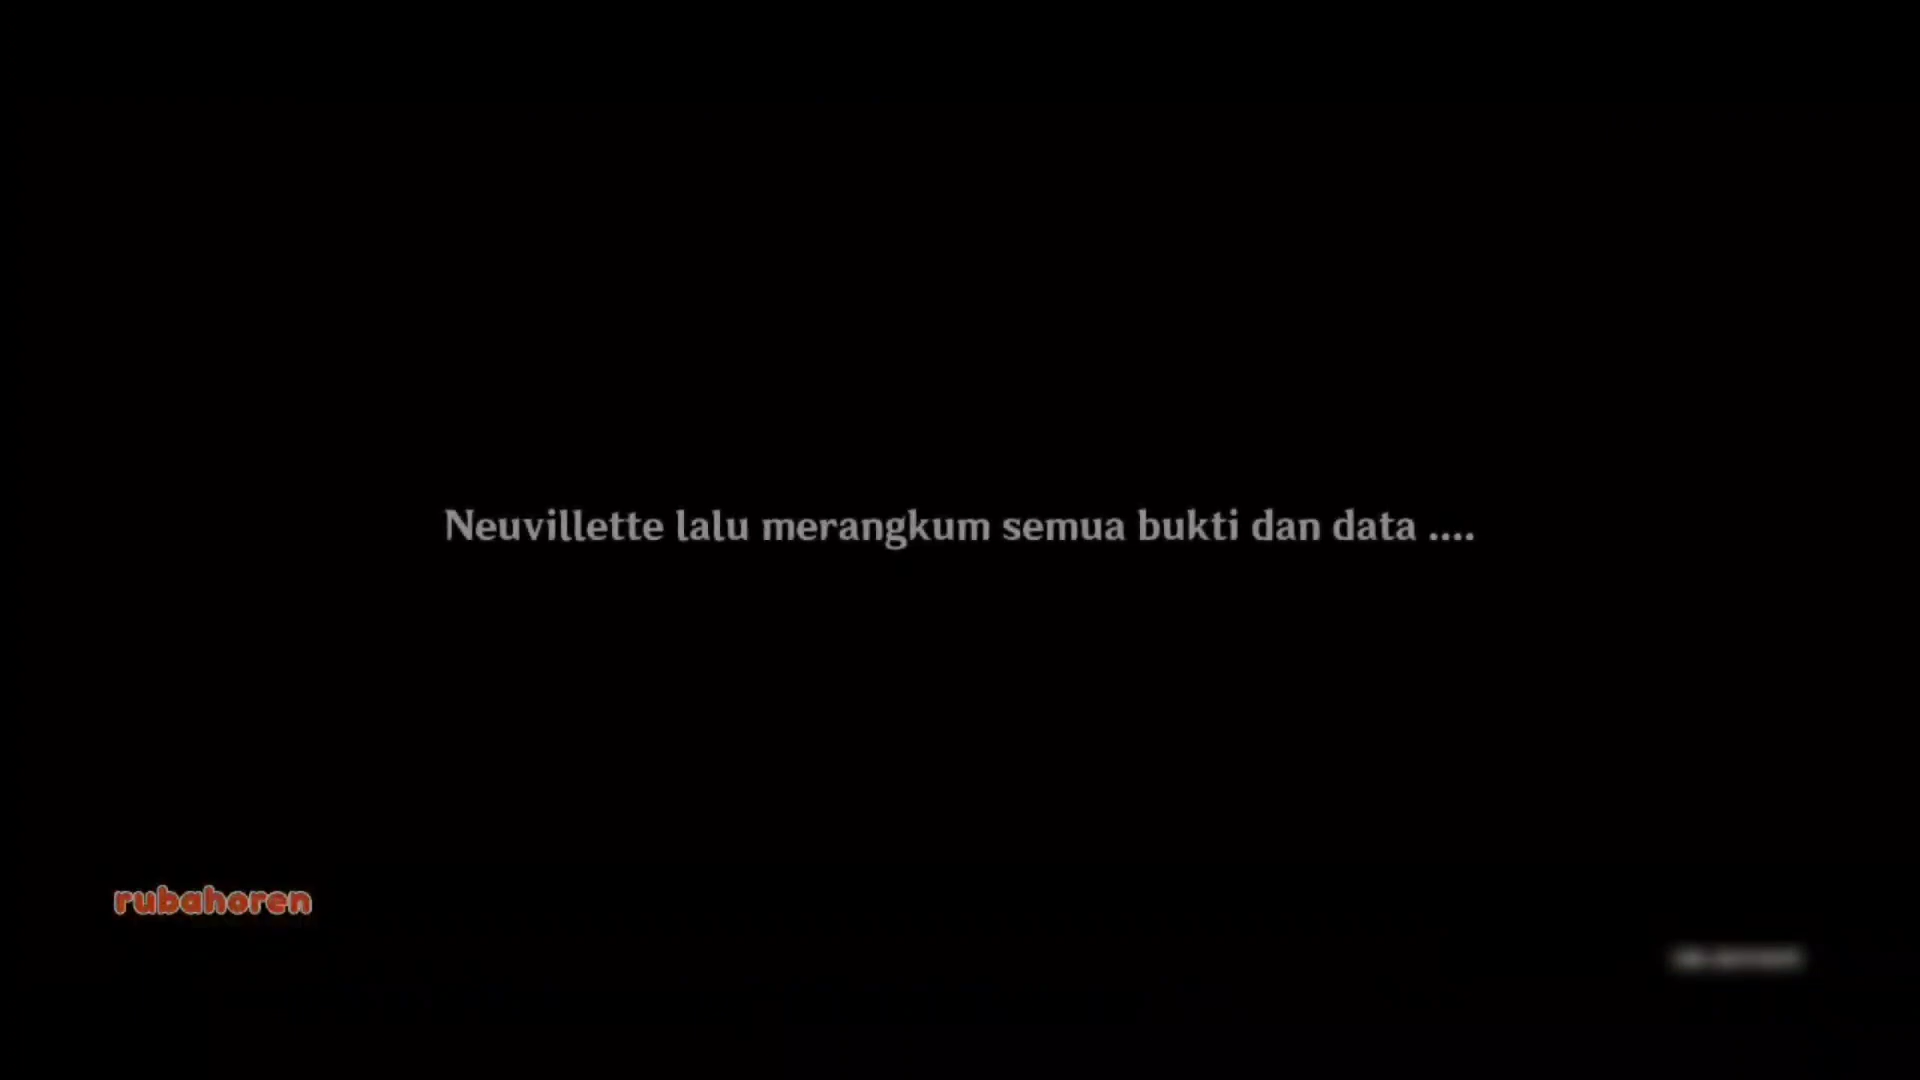 Neuvillette lalu merangkum semua bukti dan data ....
rubahoren